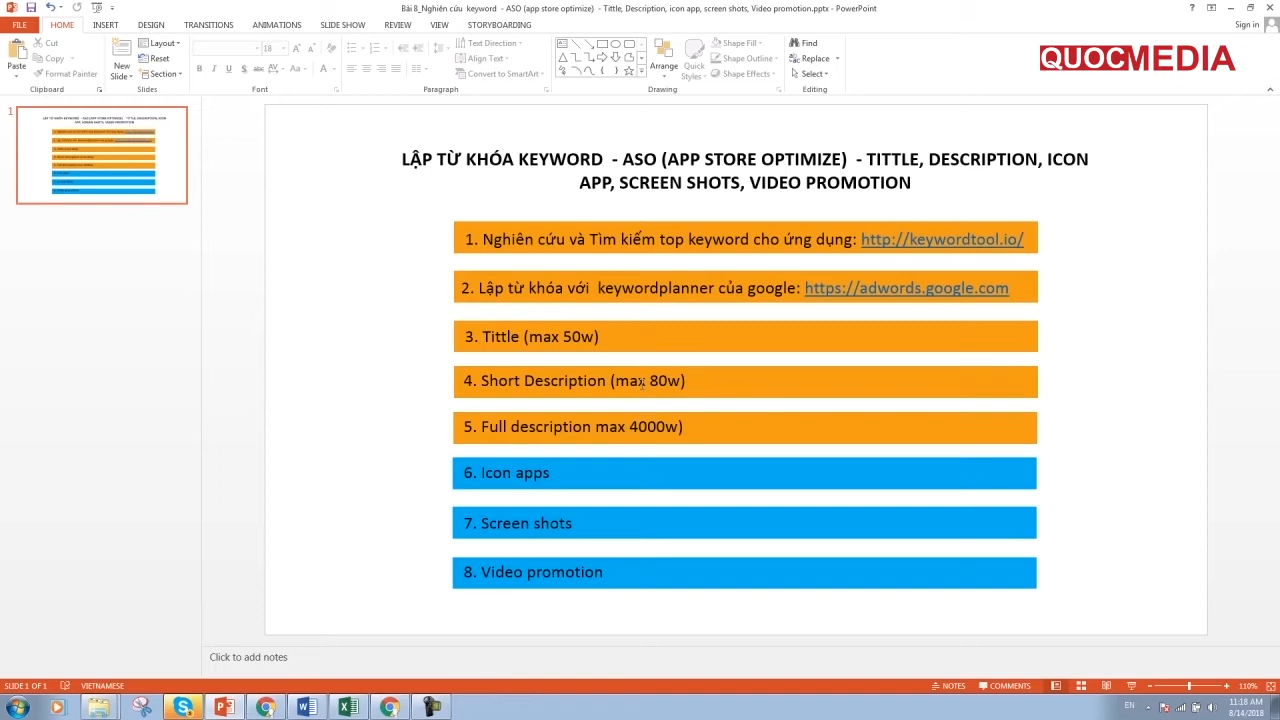 Bài 8_Nghiên cứu keyword - ASO (app store optimize) - Tittle, Description, icon app, screen shots, Video promotion.pptx - PowerPoint
FILE HOME INSERT DESIGN TRANSITIONS ANIMATIONS SLIDE SHOW REVIEW VIEW STORYBOARDING Sign in
Paste Cut Copy Format Painter
Clipboard
New Slide Layout Reset Section
Slides
18
B I U S abc AV Aa A
Font
Text Direction Align Text Convert to SmartArt
Paragraph
Arrange Quick Styles Shape Fill Shape Outline Shape Effects
Drawing
Find Replace Select
Editing
QUOCMEDIA
1
LẬP TỪ KHOA KEYWORD - ASO (APP STORE OPTIMIZE) - TITTLE, DESCRIPTION, ICON
APP, SCREEN SHOTS, VIDEO PROMOTION
1. Nghiên cứu và Tìm kiếm top keyword cho ứng dụng: http://keywordtool.io/
2. Lập từ khóa với keywordplanner của google: https://adwords.google.com
3. Tittle (max 50w)
4. Short Description (max 80w)
5. Full description max 4000w)
6. Icon apps
7. Screen shots
8. Video promotion
Click to add notes
SLIDE 1 OF 1 VIETNAMESE NOTES COMMENTS 110%
EN 11:18 AM
8/14/2018